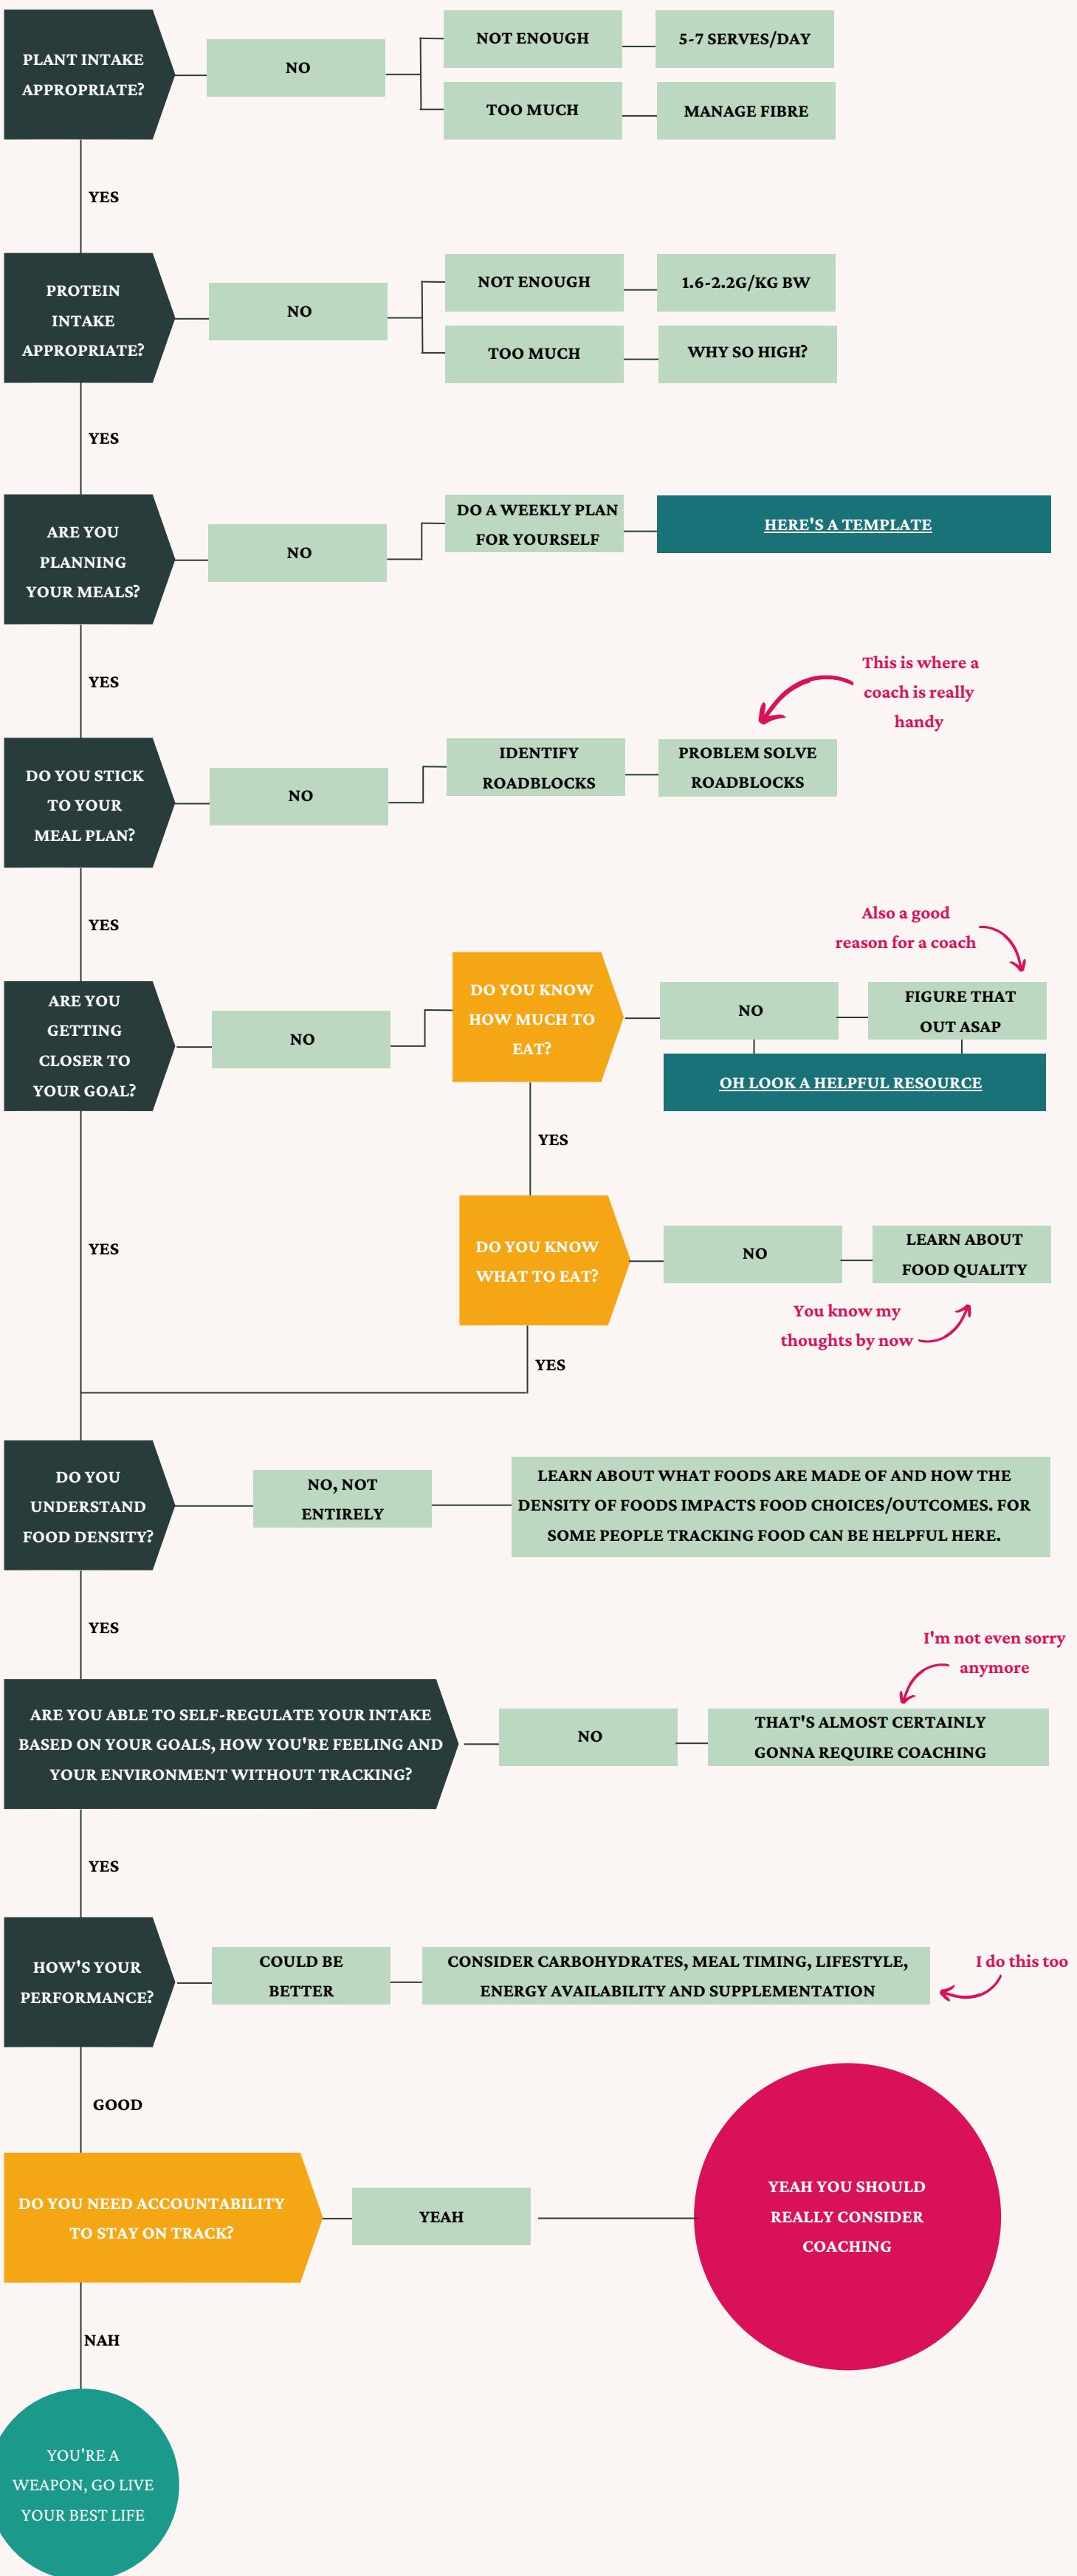 PLANT INTAKE
APPROPRIATE?
NO
NOT ENOUGH
5-7 SERVES/DAY
TOO MUCH
MANAGE FIBRE
YES
PROTEIN
INTAKE
APPROPRIATE?
NO
NOT ENOUGH
1.6-2.2G/KG BW
TOO MUCH
WHY SO HIGH?
YES
ARE YOU
PLANNING
YOUR MEALS?
NO
DO A WEEKLY PLAN
FOR YOURSELF
HERE'S A TEMPLATE
YES
This is where a
coach is really
handy
DO YOU STICK
TO YOUR
MEAL PLAN?
NO
IDENTIFY
ROADBLOCKS
PROBLEM SOLVE
ROADBLOCKS
YES
Also a good
reason for a coach
ARE YOU
GETTING
CLOSER TO
YOUR GOAL?
NO
DO YOU KNOW
HOW MUCH TO
EAT?
NO
FIGURE THAT
OUT ASAP
OH LOOK A HELPFUL RESOURCE
YES
YES
DO YOU KNOW
WHAT TO EAT?
NO
LEARN ABOUT
FOOD QUALITY
You know my
thoughts by now
YES
DO YOU
UNDERSTAND
FOOD DENSITY?
NO, NOT
ENTIRELY
LEARN ABOUT WHAT FOODS ARE MADE OF AND HOW THE
DENSITY OF FOODS IMPACTS FOOD CHOICES/OUTCOMES. FOR
SOME PEOPLE TRACKING FOOD CAN BE HELPFUL HERE.
YES
I'm not even sorry
anymore
ARE YOU ABLE TO SELF-REGULATE YOUR INTAKE
BASED ON YOUR GOALS, HOW YOU'RE FEELING AND
YOUR ENVIRONMENT WITHOUT TRACKING?
NO
THAT'S ALMOST CERTAINLY
GONNA REQUIRE COACHING
YES
HOW'S YOUR
PERFORMANCE?
COULD BE
BETTER
CONSIDER CARBOHYDRATES, MEAL TIMING, LIFESTYLE,
ENERGY AVAILABILITY AND SUPPLEMENTATION
I do this too
GOOD
DO YOU NEED ACCOUNTABILITY
TO STAY ON TRACK?
YEAH
YEAH YOU SHOULD
REALLY CONSIDER
COACHING
NAH
YOU'RE A
WEAPON, GO LIVE
YOUR BEST LIFE